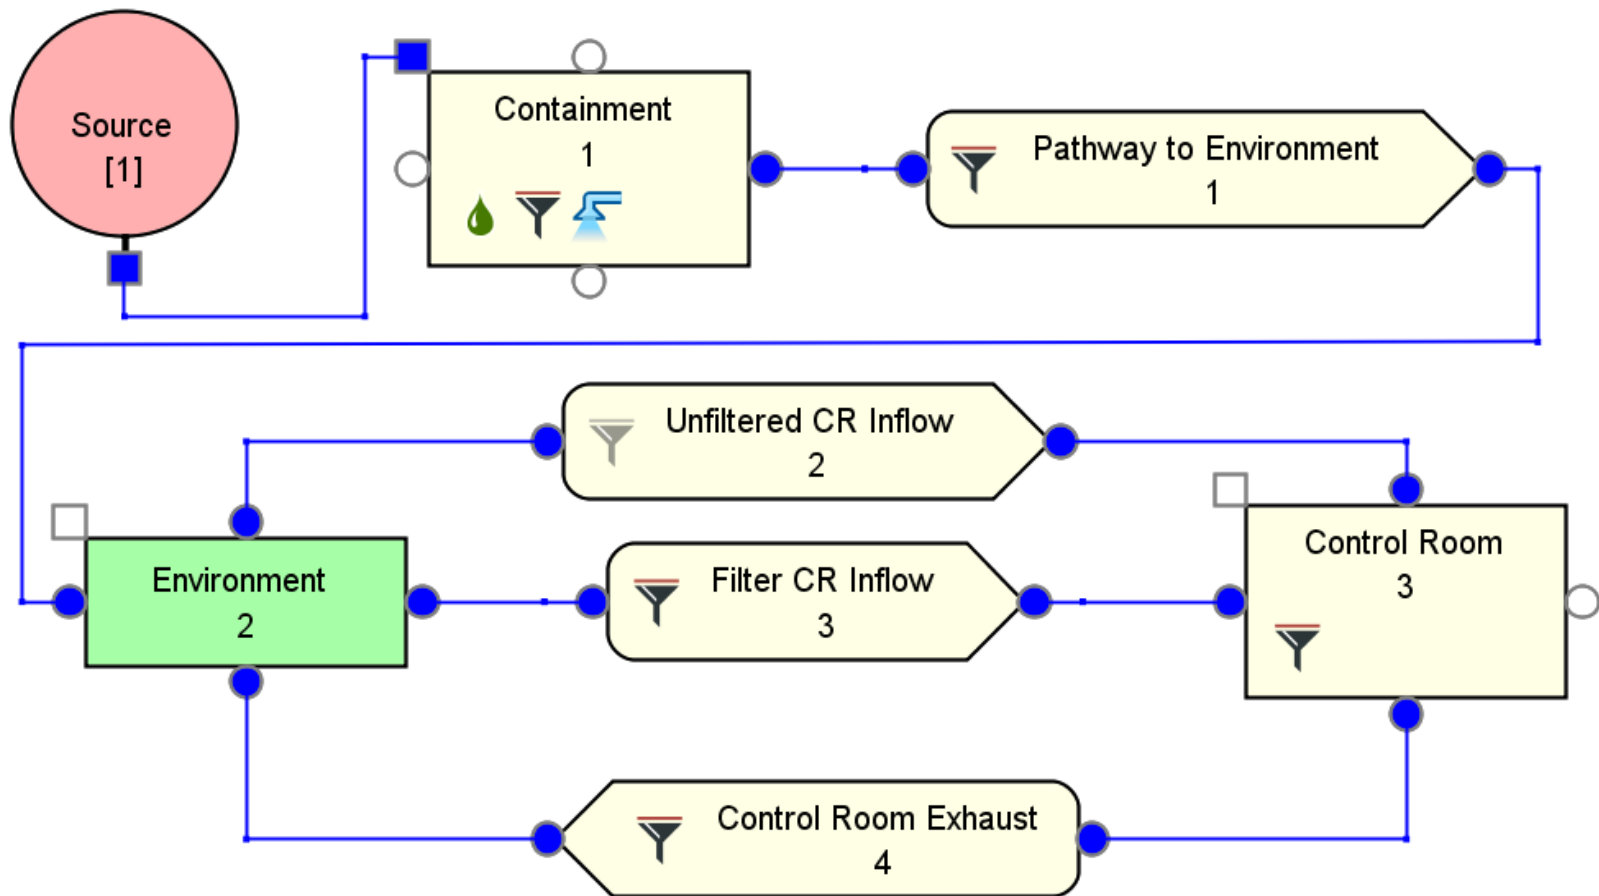 Source
[1]
Containment
1
Pathway to Environment
1
Unfiltered CR Inflow
2
Environment
2
Filter CR Inflow
3
Control Room
3
Control Room Exhaust
4